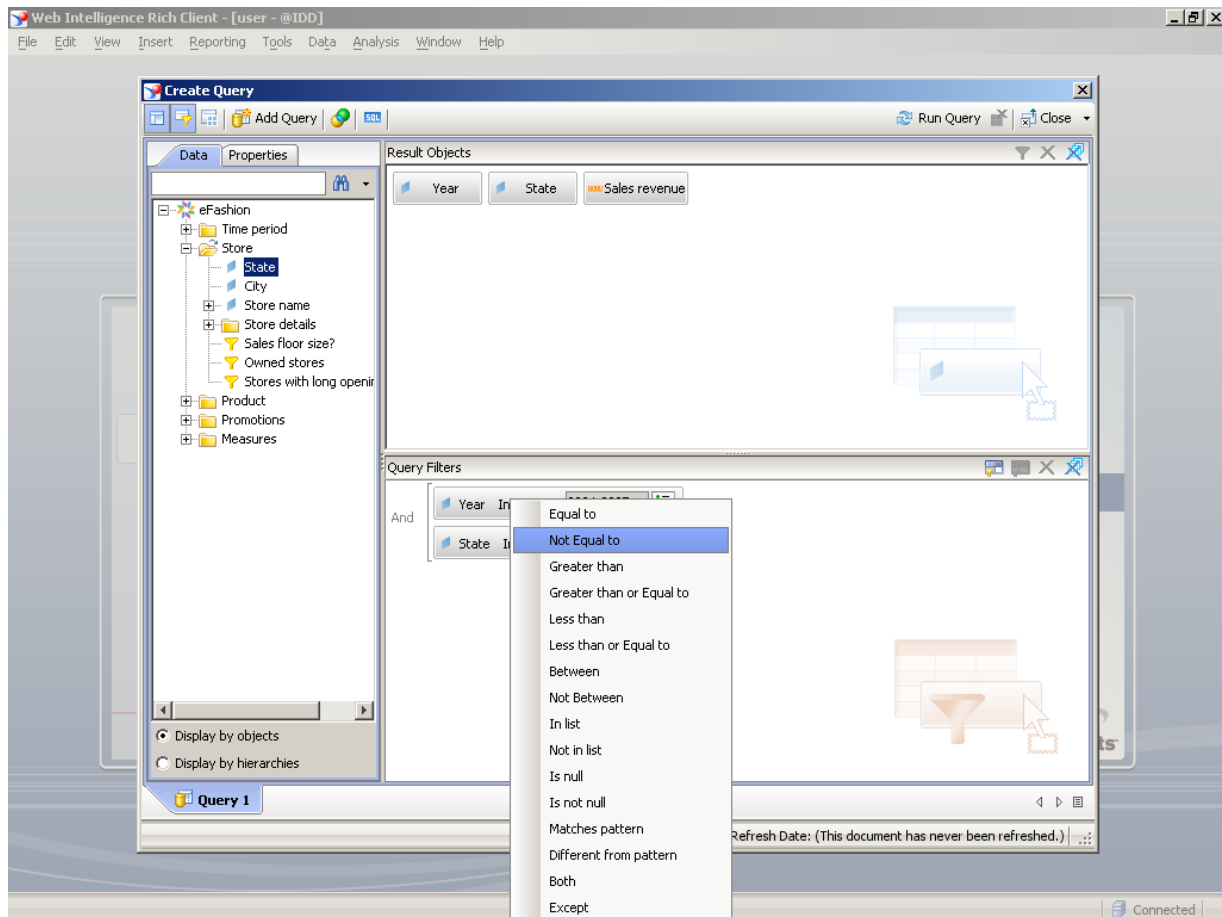 Web Intelligence Rich Client - [user - @IDD]
File Edit View Insert Reporting Tools Data Analysis Window Help
Create Query
Add Query SQL Run Query Close
Data Properties
Result Objects
Year State Sales revenue
eFashion
Time period
Store
State
City
Store name
Store details
Sales floor size?
Owned stores
Stores with long openin
Product
Promotions
Measures
Display by objects
Display by hierarchies
Query Filters
And
Year In
State I
Equal to
Not Equal to
Greater than
Greater than or Equal to
Less than
Less than or Equal to
Between
Not Between
In list
Not in list
Is null
Is not null
Matches pattern
Different from pattern
Both
Except
ts
Query 1
Refresh Date: (This document has never been refreshed.)
Connected